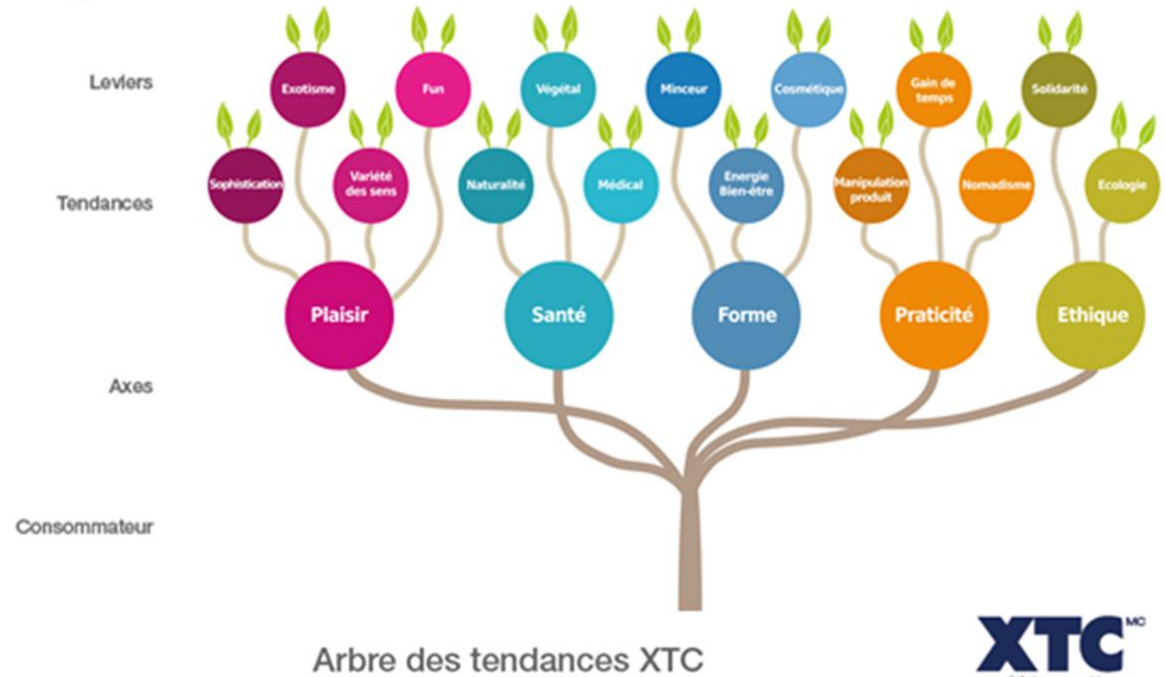 Leviers
Exotisme
Fun
Végétal
Minceur
Cosmétique
Gain de
temps
Solidarité
Tendances
Sophistication
Variété
des sens
Naturalité
Médical
Energie
Bien-être
Manipulation
produit
Nomadisme
Ecologie
Plaisir
Santé
Forme
Praticité
Ethique
Axes
Consommateur
Arbre des tendances XTC
XTC MC